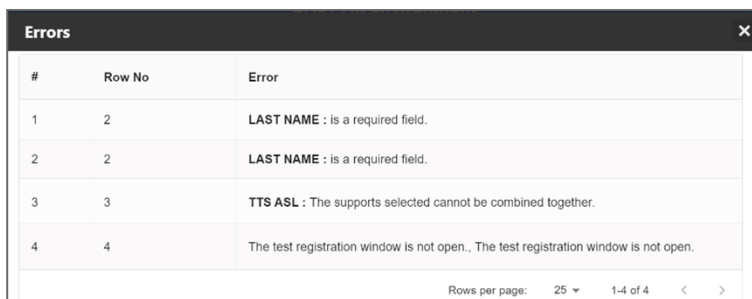 Errors
# Row No Error
1 2 LAST NAME : is a required field.
2 2 LAST NAME : is a required field.
3 3 TTS ASL : The supports selected cannot be combined together.
4 4 The test registration window is not open., The test registration window is not open.
Rows per page: 25 1-4 of 4